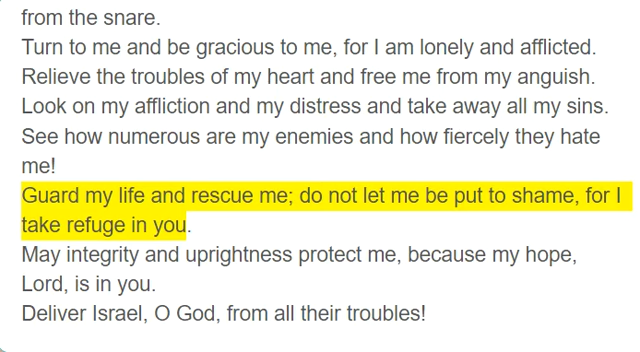 from the snare.
Turn to me and be gracious to me, for I am lonely and afflicted.
Relieve the troubles of my heart and free me from my anguish.
Look on my affliction and my distress and take away all my sins.
See how numerous are my enemies and how fiercely they hate
me!
Guard my life and rescue me; do not let me be put to shame, for I
take refuge in you.
May integrity and uprightness protect me, because my hope,
Lord, is in you.
Deliver Israel, O God, from all their troubles!